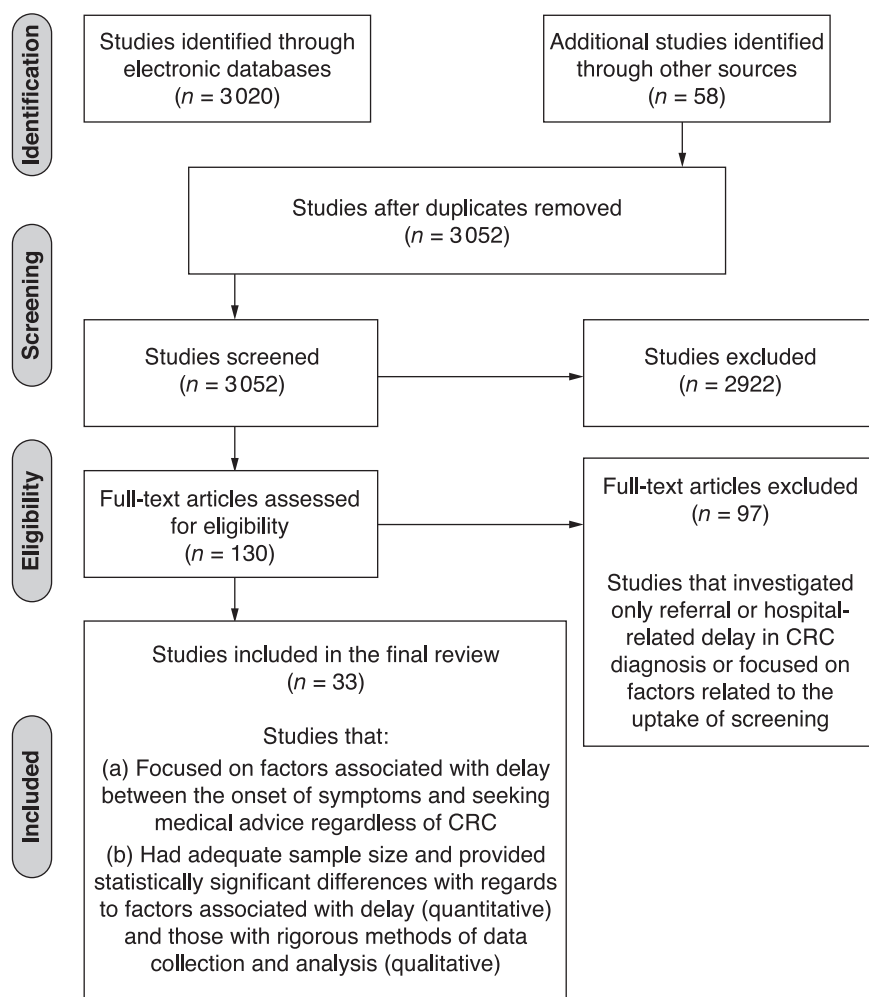 Identification
Studies identified through
electronic databases
(n = 3020)
Additional studies identified
through other sources
(n = 58)
Studies after duplicates removed
(n = 3052)
Screening
Studies screened
(n = 3052)
Studies excluded
(n = 2922)
Eligibility
Full-text articles assessed
for eligibility
(n = 130)
Full-text articles excluded
(n = 97)
Studies that investigated
only referral or hospital-
related delay in CRC
diagnosis or focused on
factors related to the
uptake of screening
Included
Studies included in the final review
(n = 33)
Studies that:
(a) Focused on factors associated with delay
between the onset of symptoms and seeking
medical advice regardless of CRC
(b) Had adequate sample size and provided
statistically significant differences with regards
to factors associated with delay (quantitative)
and those with rigorous methods of data
collection and analysis (qualitative)